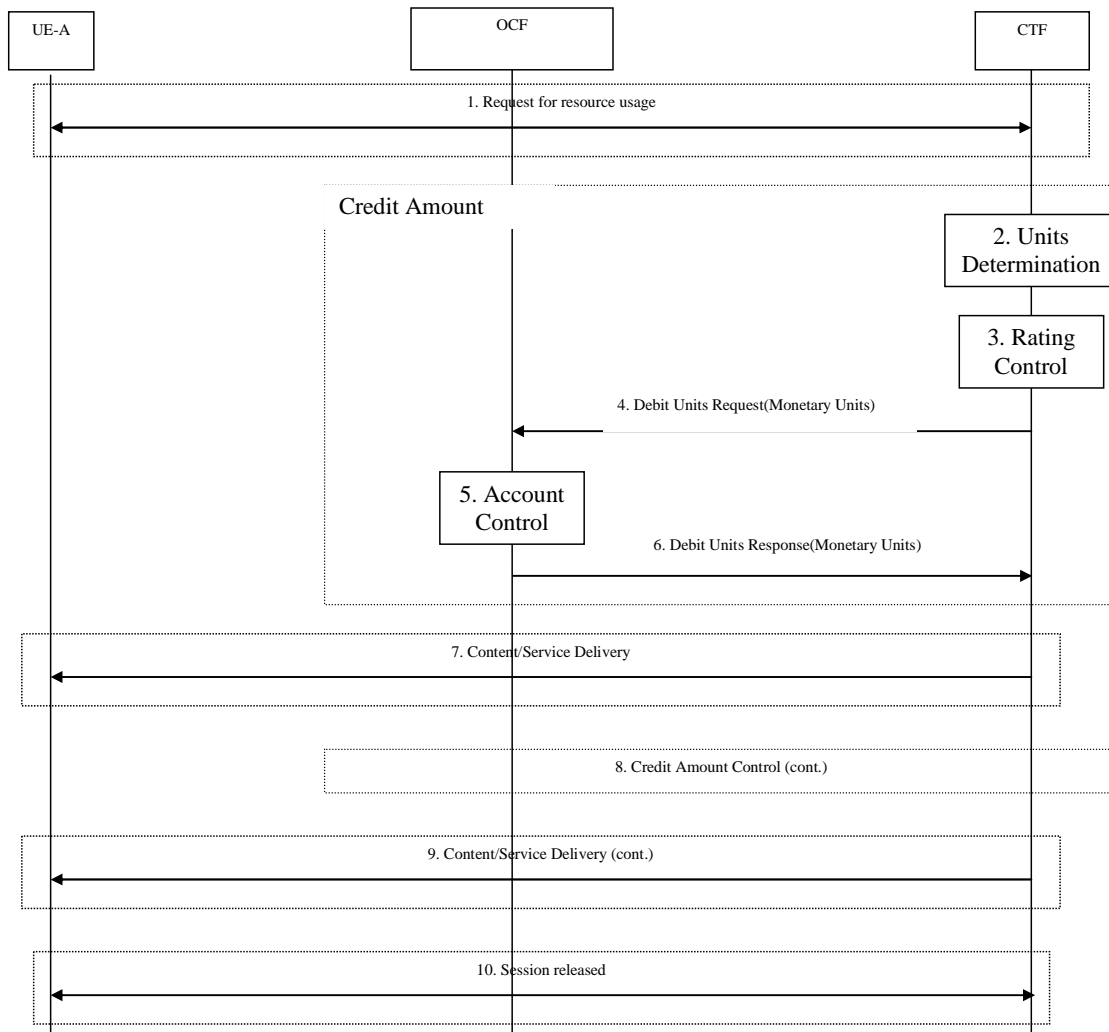 UE-A
OCF
CTF
1. Request for resource usage
Credit Amount
2. Units
Determination
3. Rating
Control
4. Debit Units Request(Monetary Units)
5. Account
Control
6. Debit Units Response(Monetary Units)
7. Content/Service Delivery
8. Credit Amount Control (cont.)
9. Content/Service Delivery (cont.)
10. Session released